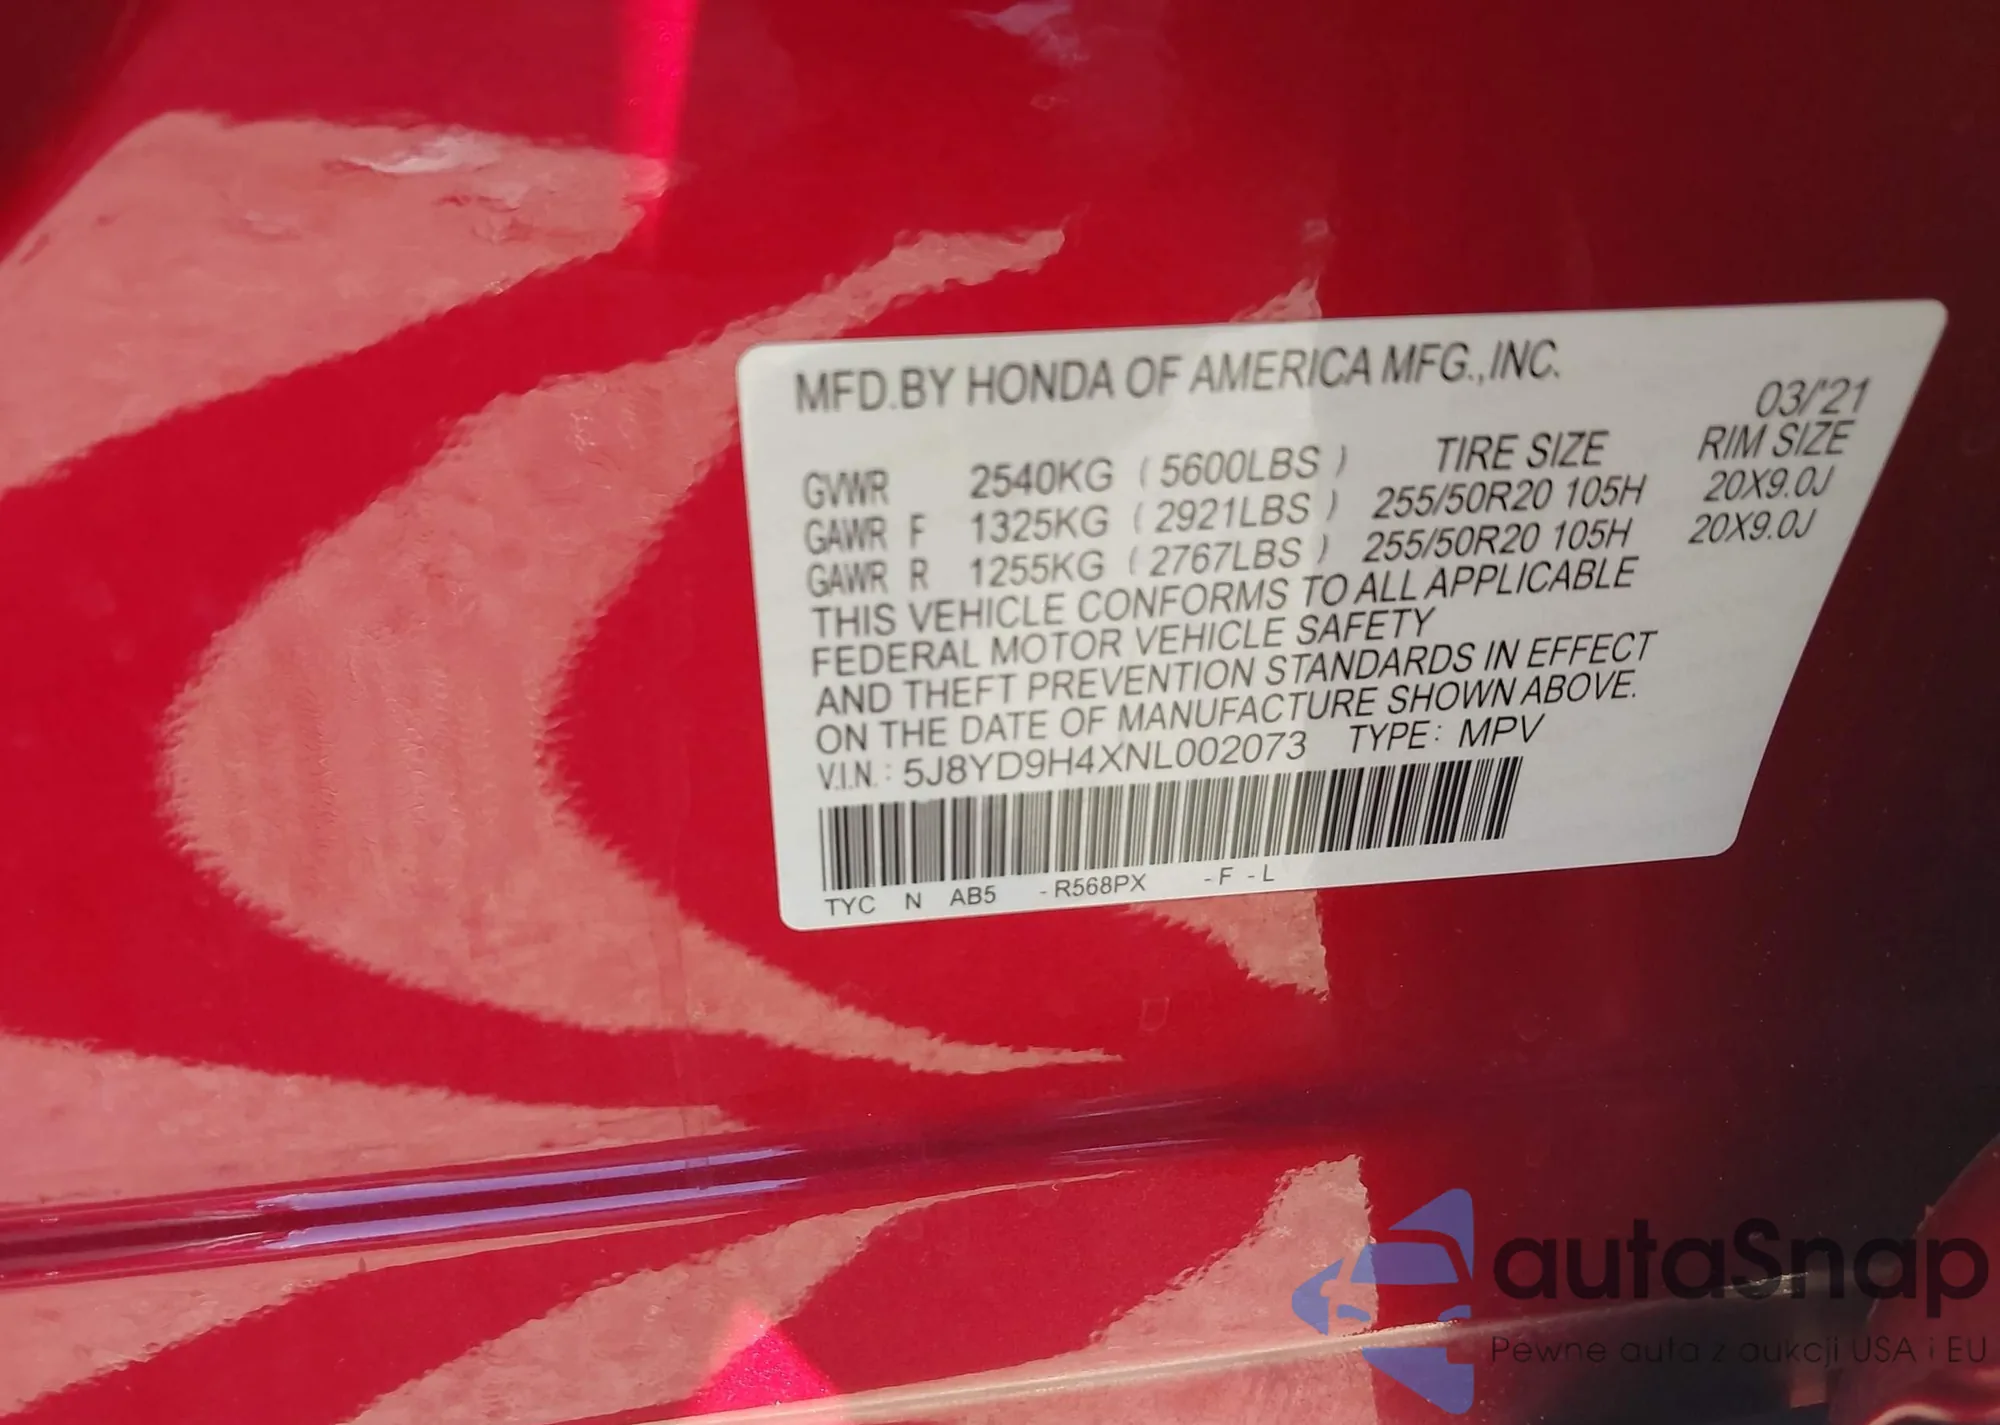 MFD.BY HONDA OF AMERICA MFG.,INC.
03/'21
TIRE SIZE RIM SIZE
GVWR 2540KG ( 5600LBS )
GAWR F 1325KG ( 2921LBS ) 255/50R20 105H 20X9.0J
GAWR R 1255KG ( 2767LBS ) 255/50R20 105H 20X9.0J
THIS VEHICLE CONFORMS TO ALL APPLICABLE
FEDERAL MOTOR VEHICLE SAFETY
AND THEFT PREVENTION STANDARDS IN EFFECT
ON THE DATE OF MANUFACTURE SHOWN ABOVE.
V.I.N.: 5J8YD9H4XNL002073 TYPE: MPV
TYC N AB5 -R568PX -F -L
autaSnap
Pewne auta z aukcji USA i EU